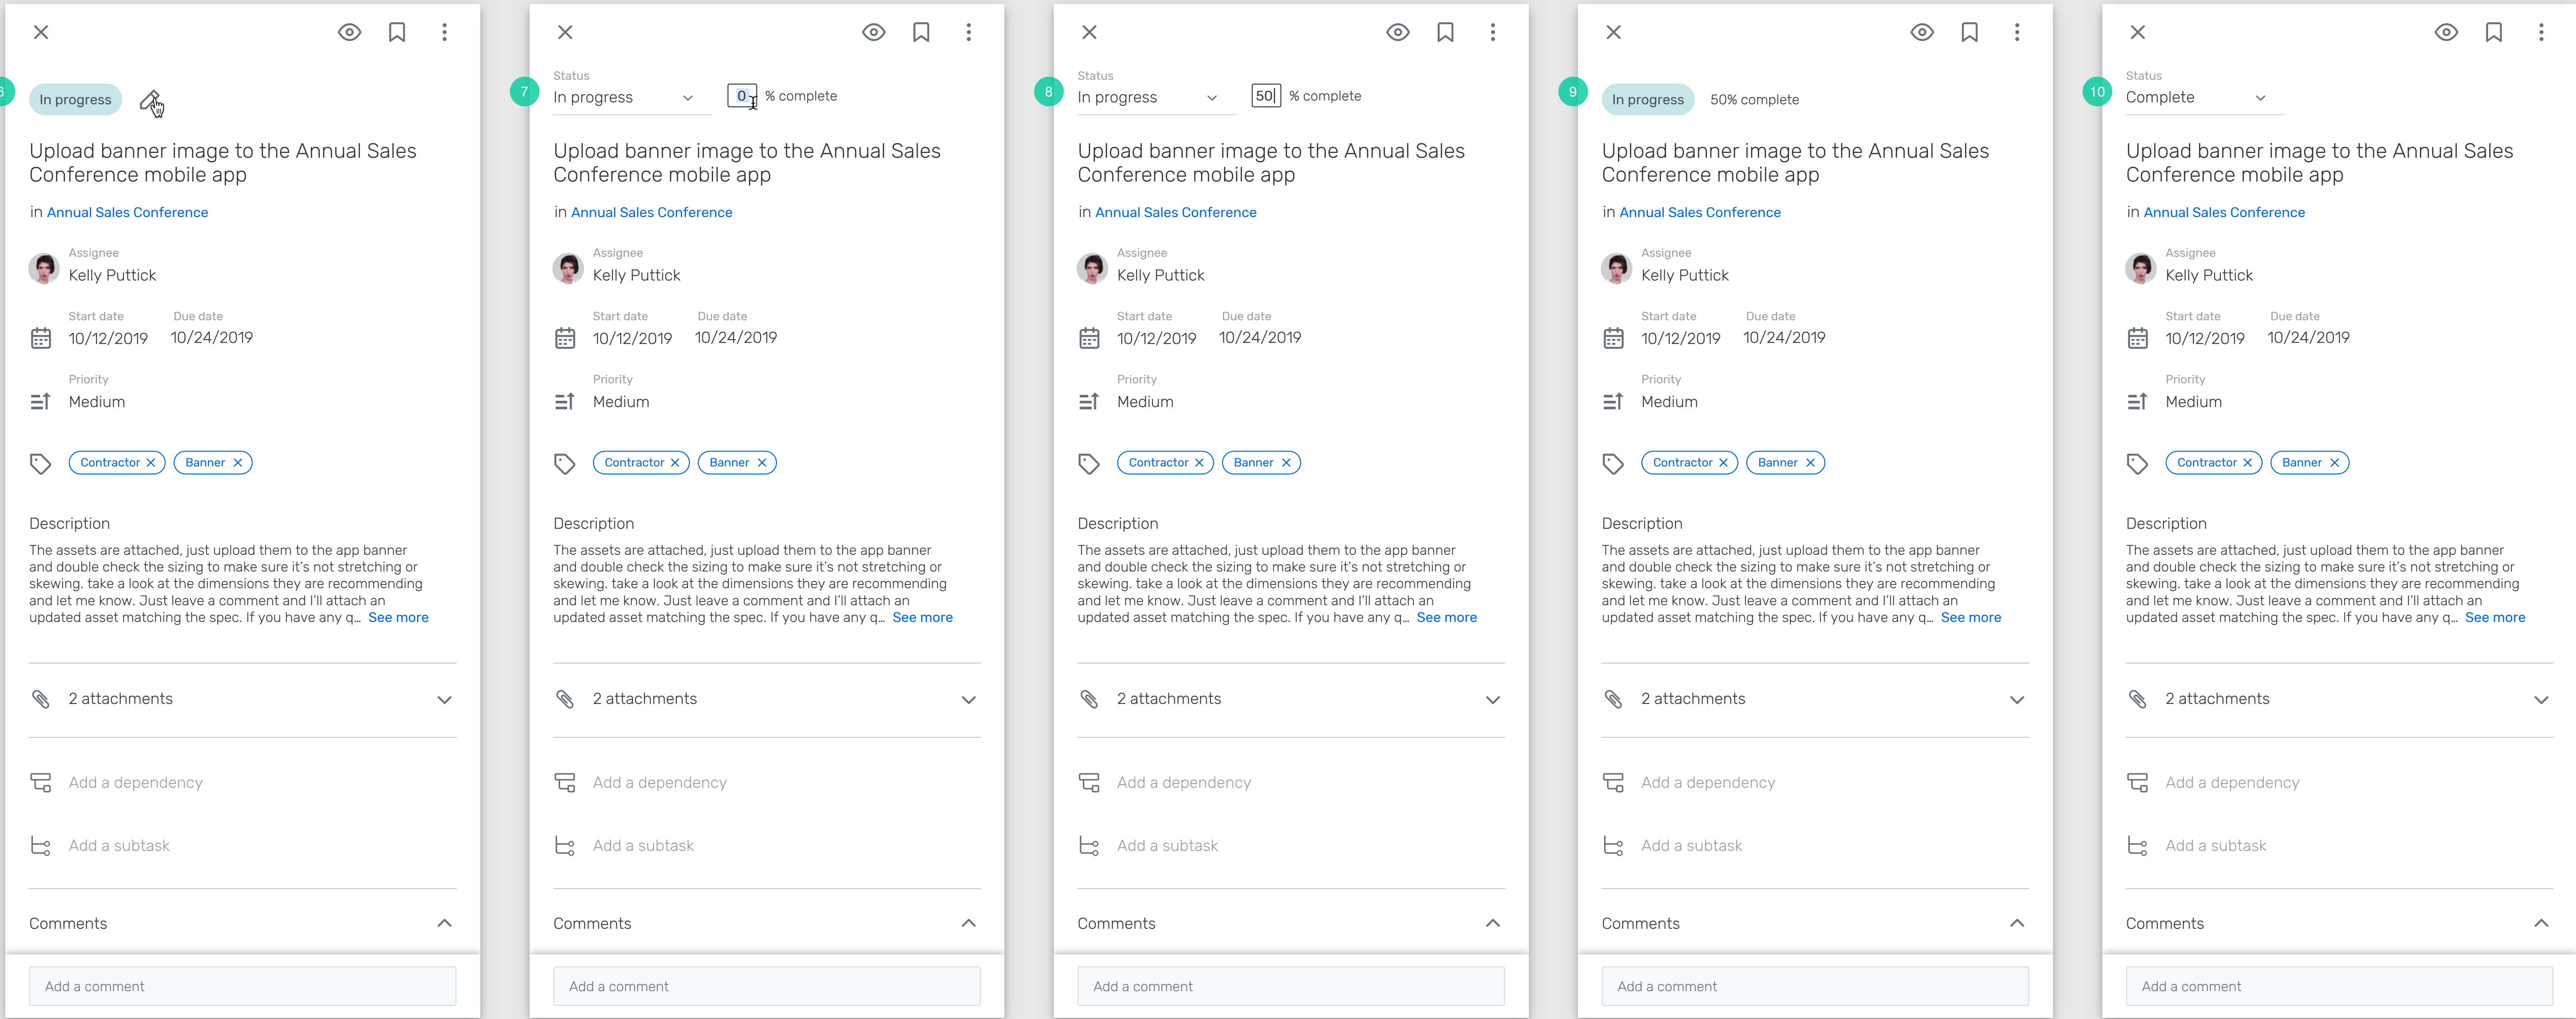 6
In progress
Upload banner image to the Annual Sales
Conference mobile app
in Annual Sales Conference
Assignee
Kelly Puttick
Start date Due date
10/12/2019 10/24/2019
Priority
Medium
Contractor Banner
Description
The assets are attached, just upload them to the app banner
and double check the sizing to make sure it's not stretching or
skewing. take a look at the dimensions they are recommending
and let me know. Just leave a comment and I'll attach an
updated asset matching the spec. If you have any q... See more
2 attachments
Add a dependency
Add a subtask
Comments
Add a comment
7
Status
In progress 0 % complete
Upload banner image to the Annual Sales
Conference mobile app
in Annual Sales Conference
Assignee
Kelly Puttick
Start date Due date
10/12/2019 10/24/2019
Priority
Medium
Contractor Banner
Description
The assets are attached, just upload them to the app banner
and double check the sizing to make sure it's not stretching or
skewing. take a look at the dimensions they are recommending
and let me know. Just leave a comment and I'll attach an
updated asset matching the spec. If you have any q... See more
2 attachments
Add a dependency
Add a subtask
Comments
Add a comment
8
Status
In progress 50 % complete
Upload banner image to the Annual Sales
Conference mobile app
in Annual Sales Conference
Assignee
Kelly Puttick
Start date Due date
10/12/2019 10/24/2019
Priority
Medium
Contractor Banner
Description
The assets are attached, just upload them to the app banner
and double check the sizing to make sure it's not stretching or
skewing. take a look at the dimensions they are recommending
and let me know. Just leave a comment and I'll attach an
updated asset matching the spec. If you have any q... See more
2 attachments
Add a dependency
Add a subtask
Comments
Add a comment
9
In progress 50% complete
Upload banner image to the Annual Sales
Conference mobile app
in Annual Sales Conference
Assignee
Kelly Puttick
Start date Due date
10/12/2019 10/24/2019
Priority
Medium
Contractor Banner
Description
The assets are attached, just upload them to the app banner
and double check the sizing to make sure it's not stretching or
skewing. take a look at the dimensions they are recommending
and let me know. Just leave a comment and I'll attach an
updated asset matching the spec. If you have any q... See more
2 attachments
Add a dependency
Add a subtask
Comments
Add a comment
10
Status
Complete
Upload banner image to the Annual Sales
Conference mobile app
in Annual Sales Conference
Assignee
Kelly Puttick
Start date Due date
10/12/2019 10/24/2019
Priority
Medium
Contractor Banner
Description
The assets are attached, just upload them to the app banner
and double check the sizing to make sure it's not stretching or
skewing. take a look at the dimensions they are recommending
and let me know. Just leave a comment and I'll attach an
updated asset matching the spec. If you have any q... See more
2 attachments
Add a dependency
Add a subtask
Comments
Add a comment